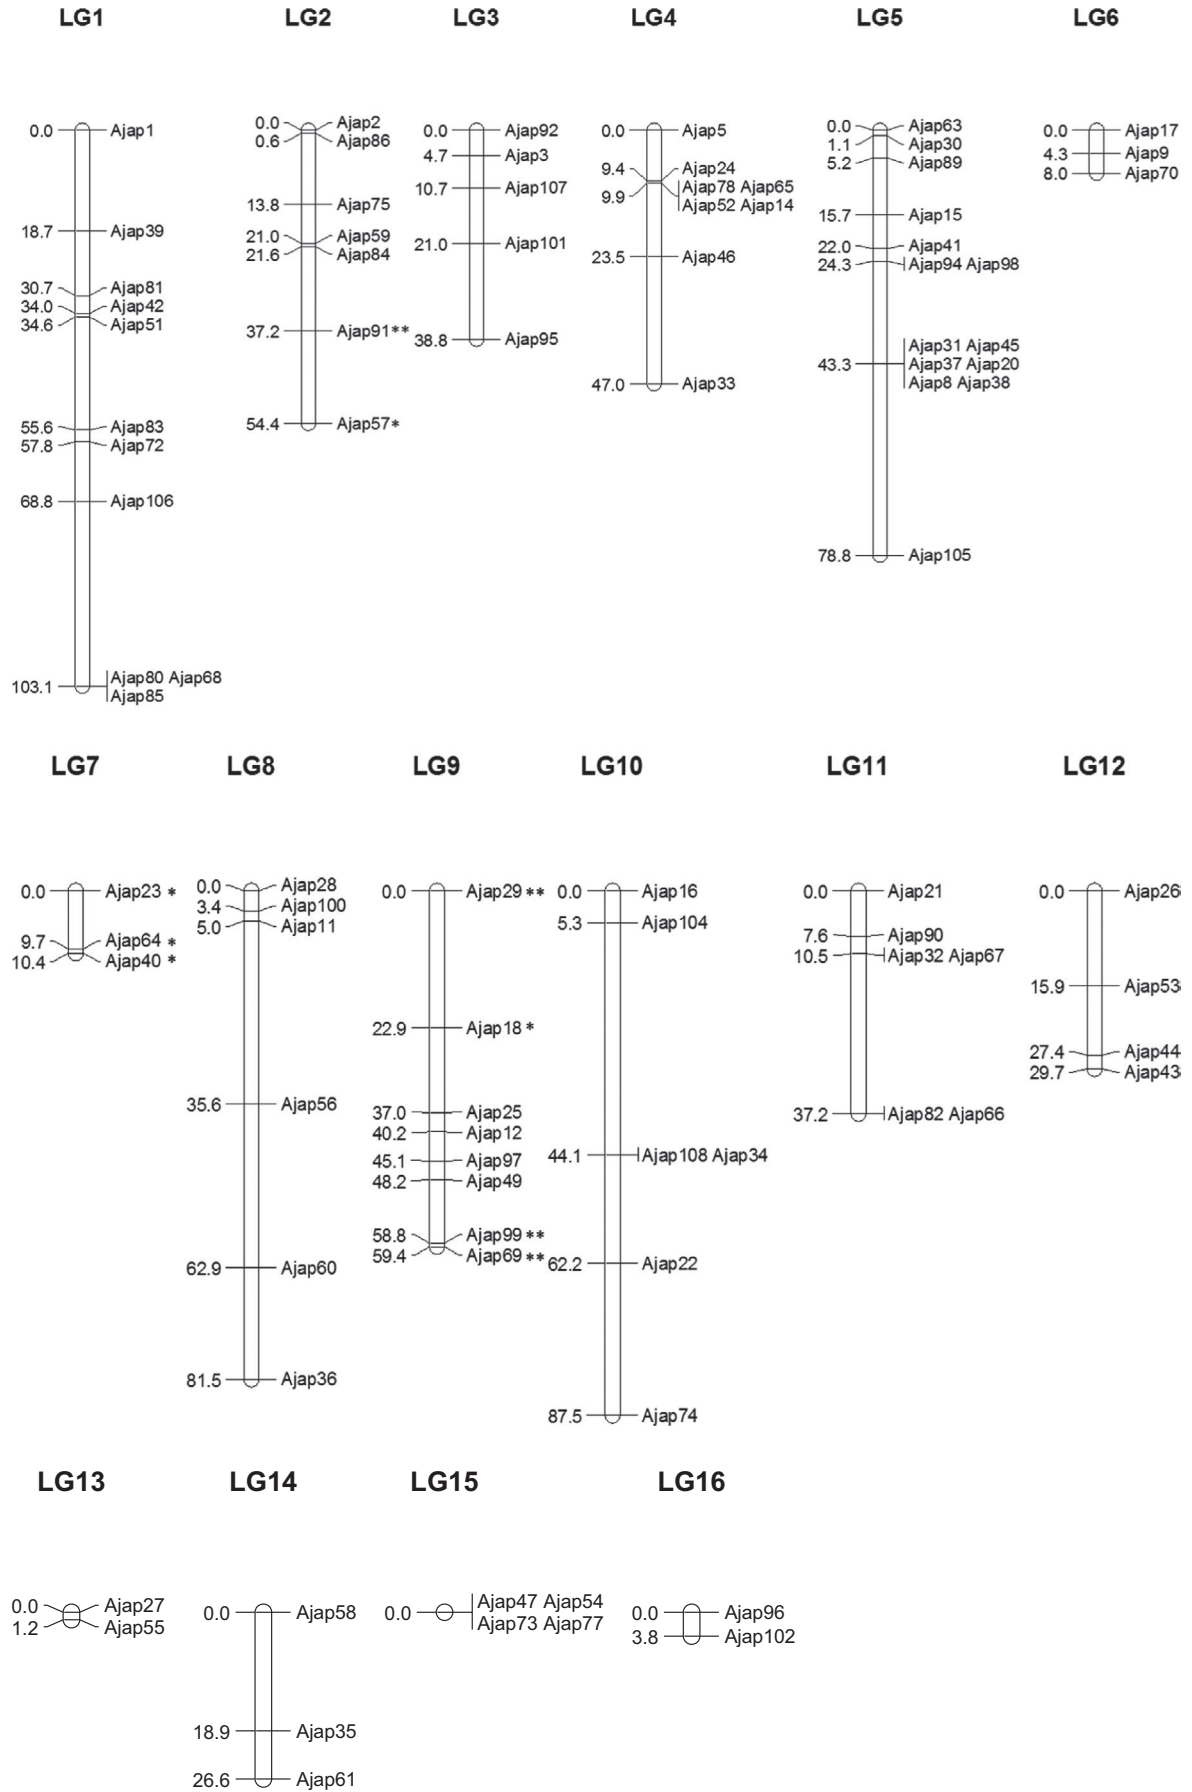 LG1 LG2 LG3 LG4 LG5 LG6
0.0 Ajap1
18.7 Ajap39
30.7 Ajap81
34.0 Ajap42
34.6 Ajap51
55.6 Ajap83
57.8 Ajap72
68.8 Ajap106
103.1 Ajap80 Ajap68
Ajap85
0.0 Ajap2
0.6 Ajap86
13.8 Ajap75
21.0 Ajap59
21.6 Ajap84
37.2 Ajap91**
54.4 Ajap57*
0.0 Ajap92
4.7 Ajap3
10.7 Ajap107
21.0 Ajap101
38.8 Ajap95
0.0 Ajap5
9.4 Ajap24
9.9 Ajap78 Ajap65
Ajap52 Ajap14
23.5 Ajap46
47.0 Ajap33
0.0 Ajap63
1.1 Ajap30
5.2 Ajap89
15.7 Ajap15
22.0 Ajap41
24.3 Ajap94 Ajap98
Ajap31 Ajap45
43.3 Ajap37 Ajap20
Ajap8 Ajap38
78.8 Ajap105
0.0 Ajap17
4.3 Ajap9
8.0 Ajap70
LG7 LG8 LG9 LG10 LG11 LG12
0.0 Ajap23 *
9.7 Ajap64 *
10.4 Ajap40 *
0.0 Ajap28
3.4 Ajap100
5.0 Ajap11
35.6 Ajap56
62.9 Ajap60
81.5 Ajap36
0.0 Ajap29 **
22.9 Ajap18 *
37.0 Ajap25
40.2 Ajap12
45.1 Ajap97
48.2 Ajap49
58.8 Ajap99 **
59.4 Ajap69 **
0.0 Ajap16
5.3 Ajap104
44.1 Ajap108 Ajap34
62.2 Ajap22
87.5 Ajap74
0.0 Ajap21
7.6 Ajap90
10.5 Ajap32 Ajap67
37.2 Ajap82 Ajap66
0.0 Ajap26
15.9 Ajap53
27.4 Ajap44
29.7 Ajap43
LG13 LG14 LG15 LG16
0.0 Ajap27
1.2 Ajap55
0.0 Ajap58
18.9 Ajap35
26.6 Ajap61
0.0 Ajap47 Ajap54
Ajap73 Ajap77
0.0 Ajap96
3.8 Ajap102